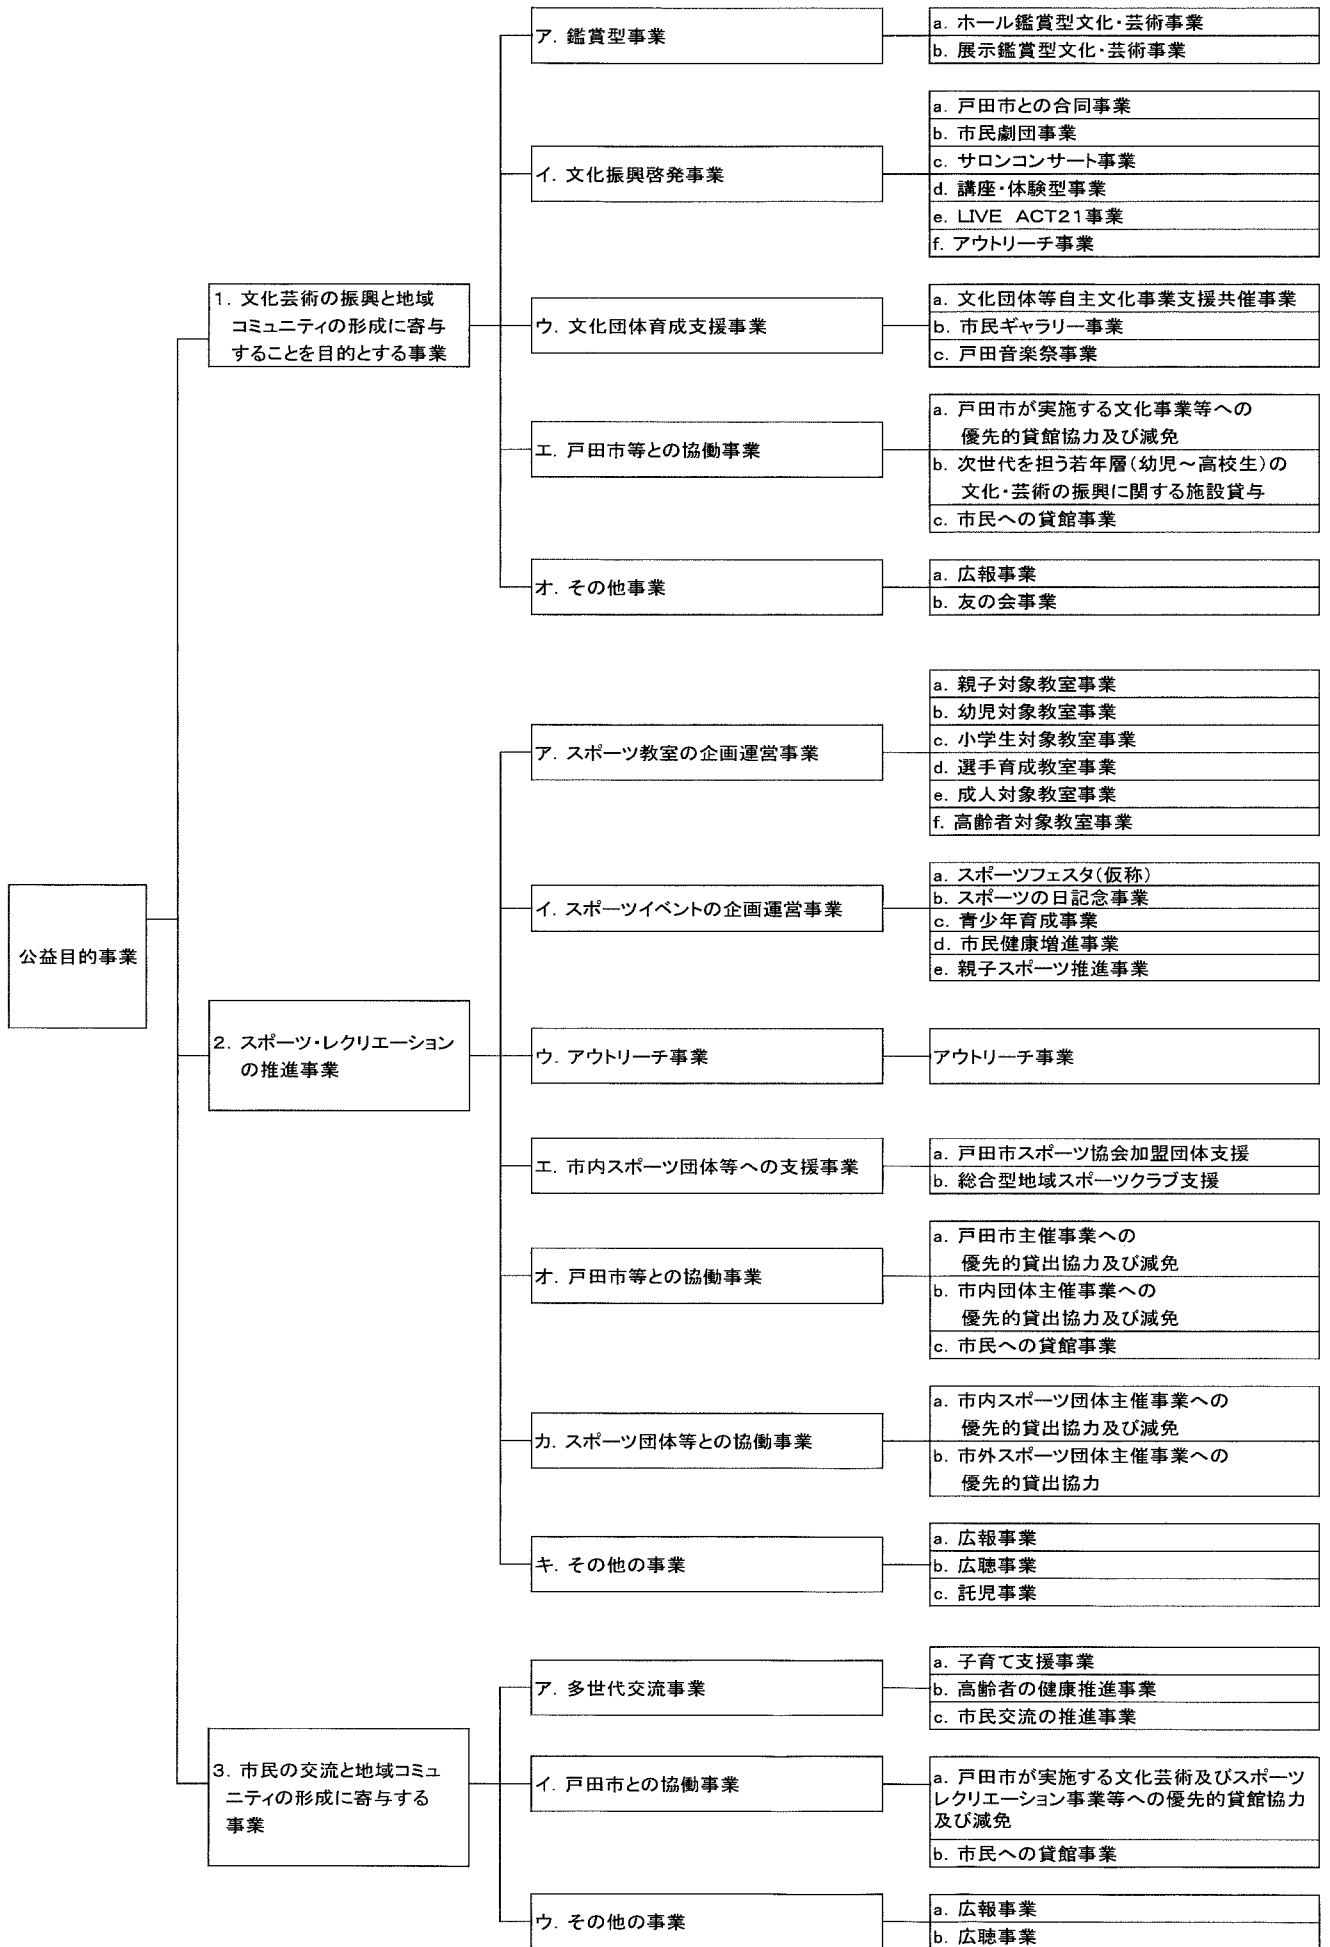 公益目的事業
1. 文化芸術の振興と地域
コミュニティの形成に寄与
することを目的とする事業
ア. 鑑賞型事業
a. ホール鑑賞型文化・芸術事業
b. 展示鑑賞型文化・芸術事業
イ. 文化振興啓発事業
a. 戸田市との合同事業
b. 市民劇団事業
c. サロンコンサート事業
d. 講座・体験型事業
e. LIVE ACT21事業
f. アウトリーチ事業
ウ. 文化団体育成支援事業
a. 文化団体等自主文化事業支援共催事業
b. 市民ギャラリー事業
c. 戸田音楽祭事業
エ. 戸田市等との協働事業
a. 戸田市が実施する文化事業等への
優先的貸館協力及び減免
b. 次世代を担う若年層(幼児～高校生)の
文化・芸術の振興に関する施設貸与
c. 市民への貸館事業
オ. その他事業
a. 広報事業
b. 友の会事業
2. スポーツ・レクリエーション
の推進事業
ア. スポーツ教室の企画運営事業
a. 親子対象教室事業
b. 幼児対象教室事業
c. 小学生対象教室事業
d. 選手育成教室事業
e. 成人対象教室事業
f. 高齢者対象教室事業
イ. スポーツイベントの企画運営事業
a. スポーツフェスタ(仮称)
b. スポーツの日記念事業
c. 青少年育成事業
d. 市民健康増進事業
e. 親子スポーツ推進事業
ウ. アウトリーチ事業
アウトリーチ事業
エ. 市内スポーツ団体等への支援事業
a. 戸田市スポーツ協会加盟団体支援
b. 総合型地域スポーツクラブ支援
オ. 戸田市等との協働事業
a. 戸田市主催事業への
優先的貸出協力及び減免
b. 市内団体主催事業への
優先的貸出協力及び減免
c. 市民への貸館事業
カ. スポーツ団体等との協働事業
a. 市内スポーツ団体主催事業への
優先的貸出協力及び減免
b. 市外スポーツ団体主催事業への
優先的貸出協力
キ. その他の事業
a. 広報事業
b. 広聴事業
c. 託児事業
3. 市民の交流と地域コミュ
ニティの形成に寄与する
事業
ア. 多世代交流事業
a. 子育て支援事業
b. 高齢者の健康推進事業
c. 市民交流の推進事業
イ. 戸田市との協働事業
a. 戸田市が実施する文化芸術及びスポーツ
レクリエーション事業等への優先的貸館協力
及び減免
b. 市民への貸館事業
ウ. その他の事業
a. 広報事業
b. 広聴事業